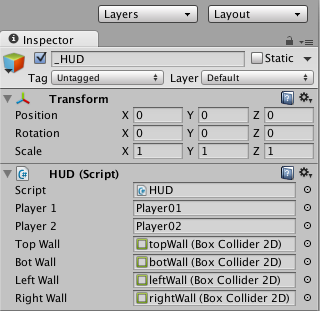 Layers Layout
Inspector
_HUD Static
Tag Untagged Layer Default
Transform
Position X 0 Y 0 Z 0
Rotation X 0 Y 0 Z 0
Scale X 1 Y 1 Z 1
HUD (Script)
Script HUD
Player 1 Player01
Player 2 Player02
Top Wall topWall (Box Collider 2D)
Bot Wall botWall (Box Collider 2D)
Left Wall leftWall (Box Collider 2D)
Right Wall rightWall (Box Collider 2D)